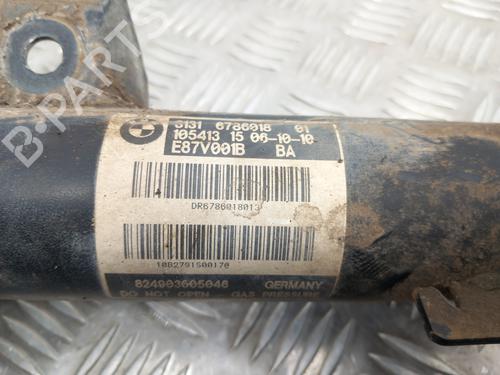 3131 6786018 01
105413 15 06-10-10
E87V001B BA
DR6786018013
10B2791500170
824903605046 GERMANY
DO NOT OPEN - GAS PRESSURE
B-PARTS